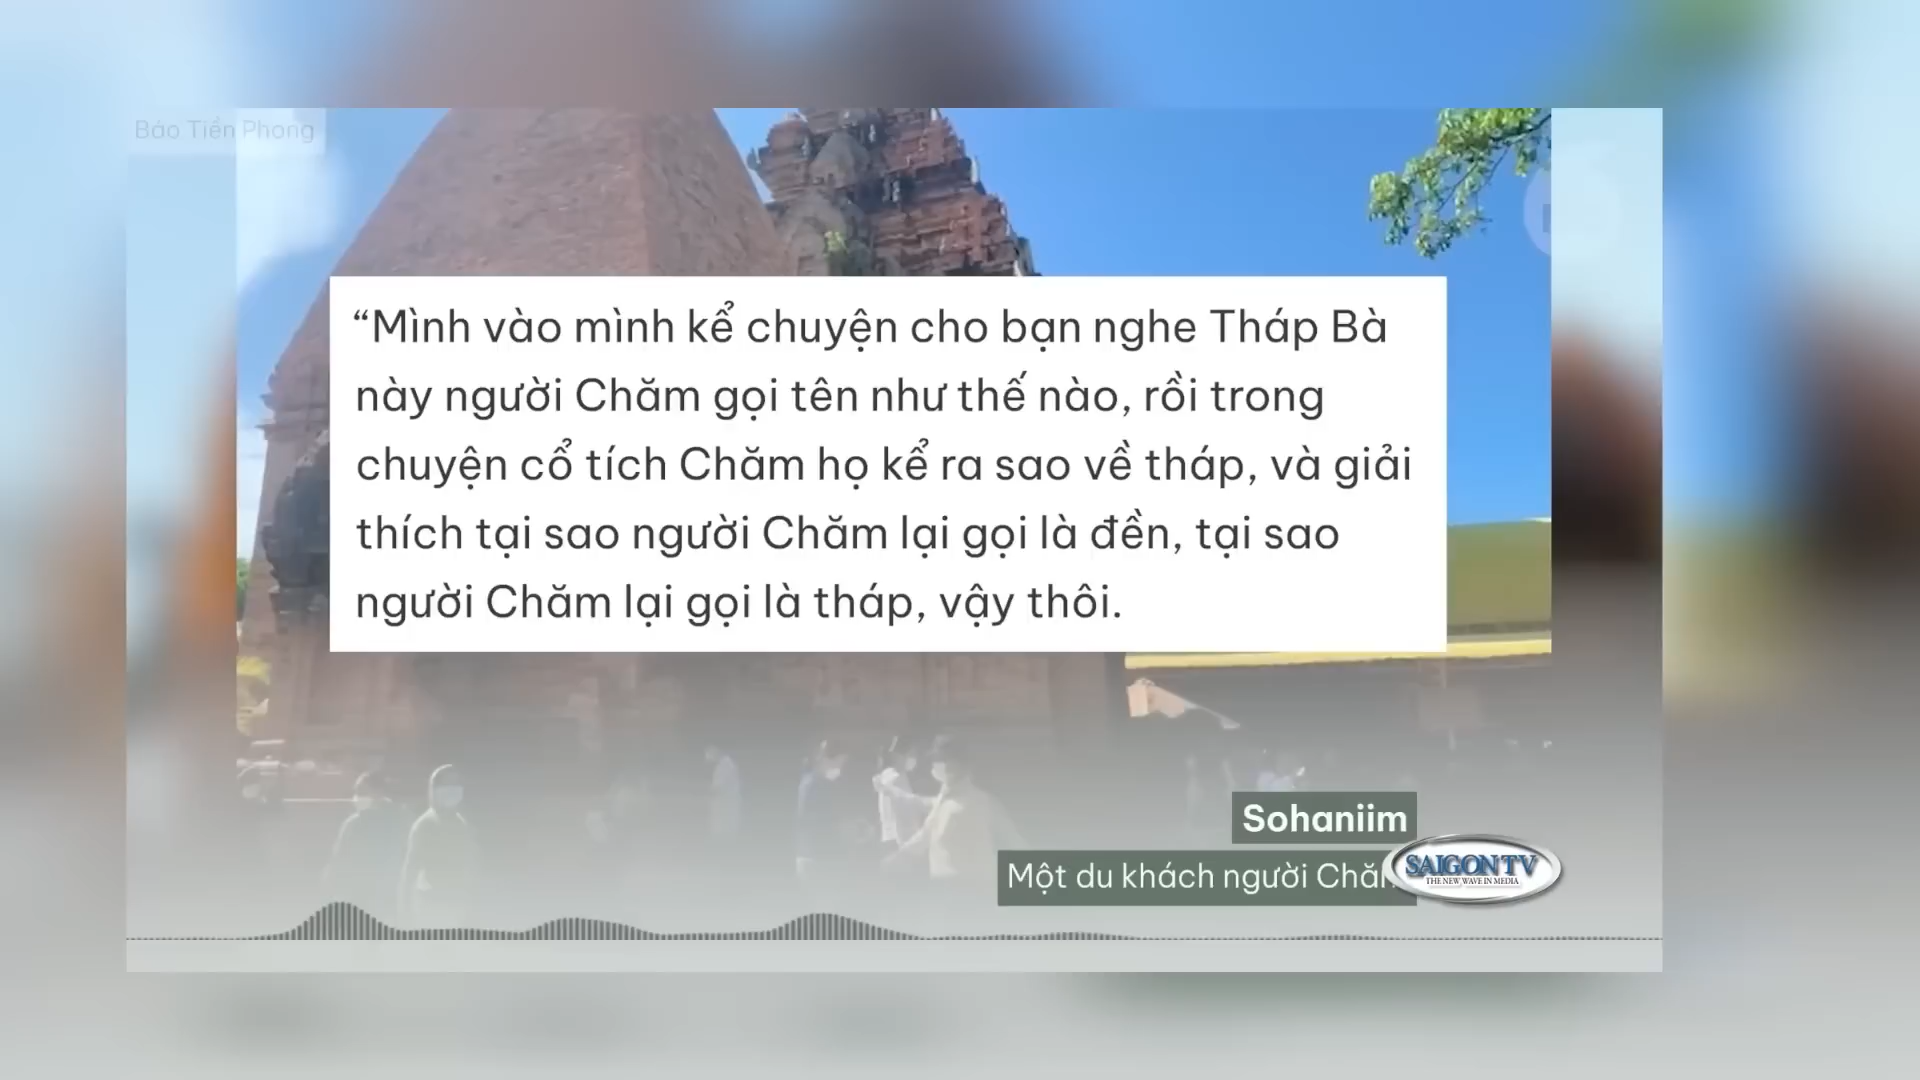 Báo Tiền Phong
“Mình vào mình kể chuyện cho bạn nghe Tháp Bà
này người Chăm gọi tên như thế nào, rồi trong
chuyện cổ tích Chăm họ kể ra sao về tháp, và giải
thích tại sao người Chăm lại gọi là đền, tại sao
người Chăm lại gọi là tháp, vậy thôi.
Sohaniim
Một du khách người
SAIGON TV
THE NEW WAVE IN MEDIA